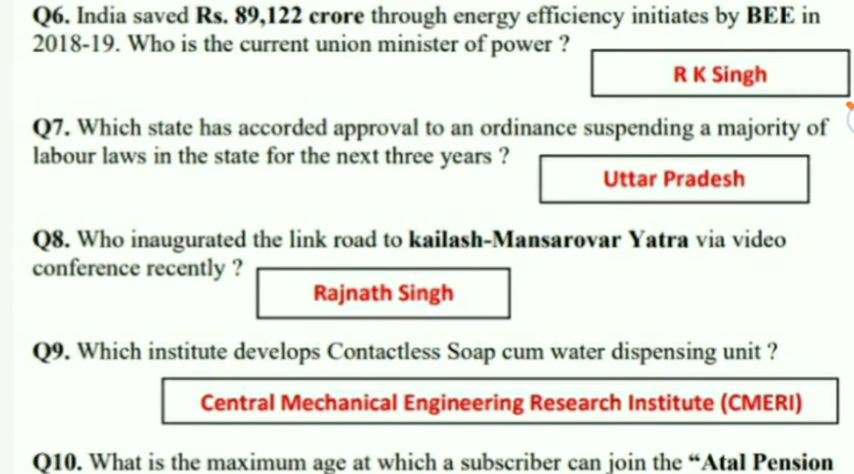 Q6. India saved Rs. 89,122 crore through energy efficiency initiates by BEE in
2018-19. Who is the current union minister of power ?
R K Singh
Q7. Which state has accorded approval to an ordinance suspending a majority of
labour laws in the state for the next three years ?
Uttar Pradesh
Q8. Who inaugurated the link road to kailash-Mansarovar Yatra via video
conference recently ?
Rajnath Singh
Q9. Which institute develops Contactless Soap cum water dispensing unit ?
Central Mechanical Engineering Research Institute (CMERI)
Q10. What is the maximum age at which a subscriber can join the “Atal Pension